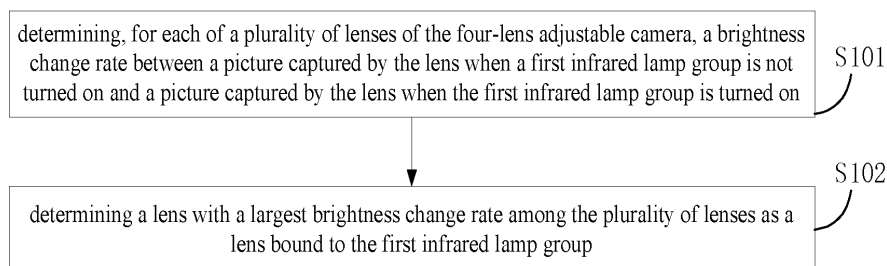 determining, for each of a plurality of lenses of the four-lens adjustable camera, a brightness
change rate between a picture captured by the lens when a first infrared lamp group is not
turned on and a picture captured by the lens when the first infrared lamp group is turned on
S101
S102
determining a lens with a largest brightness change rate among the plurality of lenses as a
lens bound to the first infrared lamp group